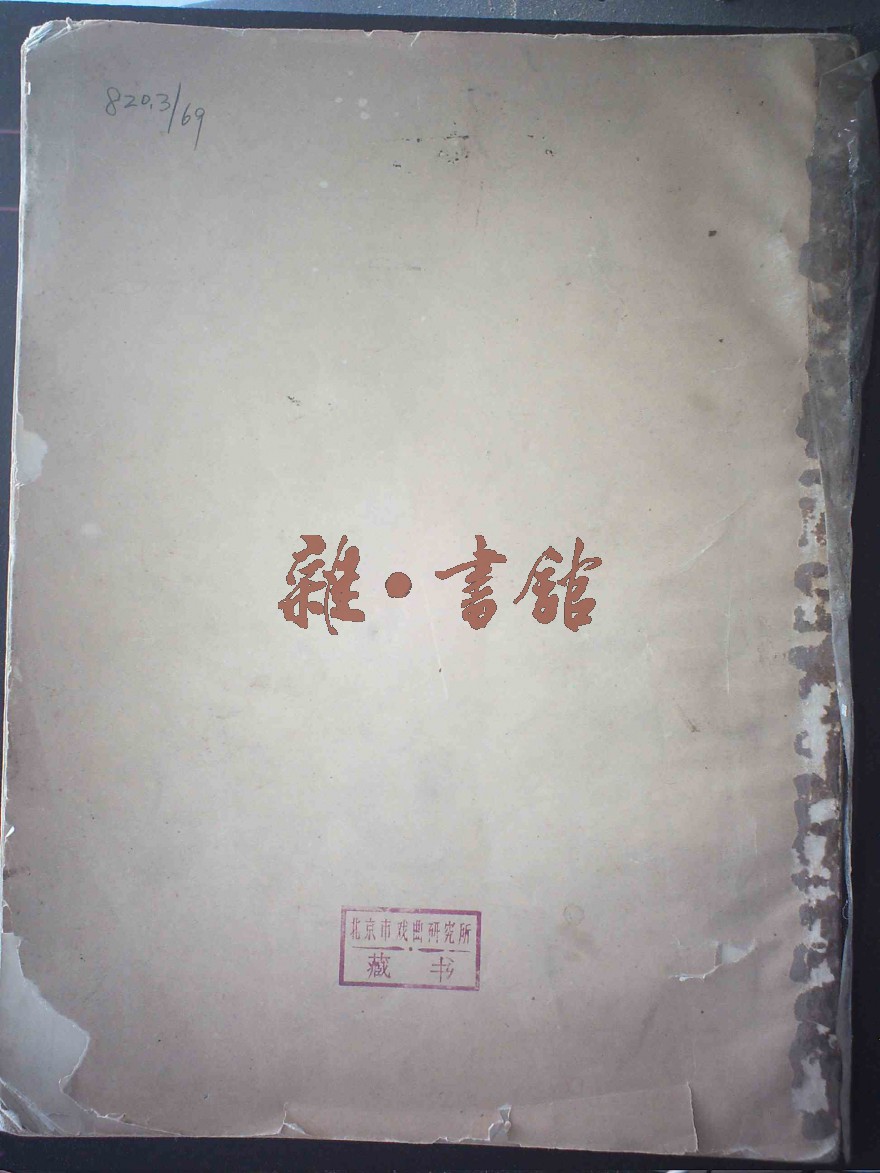 820.3/69
雜•書館
北京市戏曲研究所
藏 书